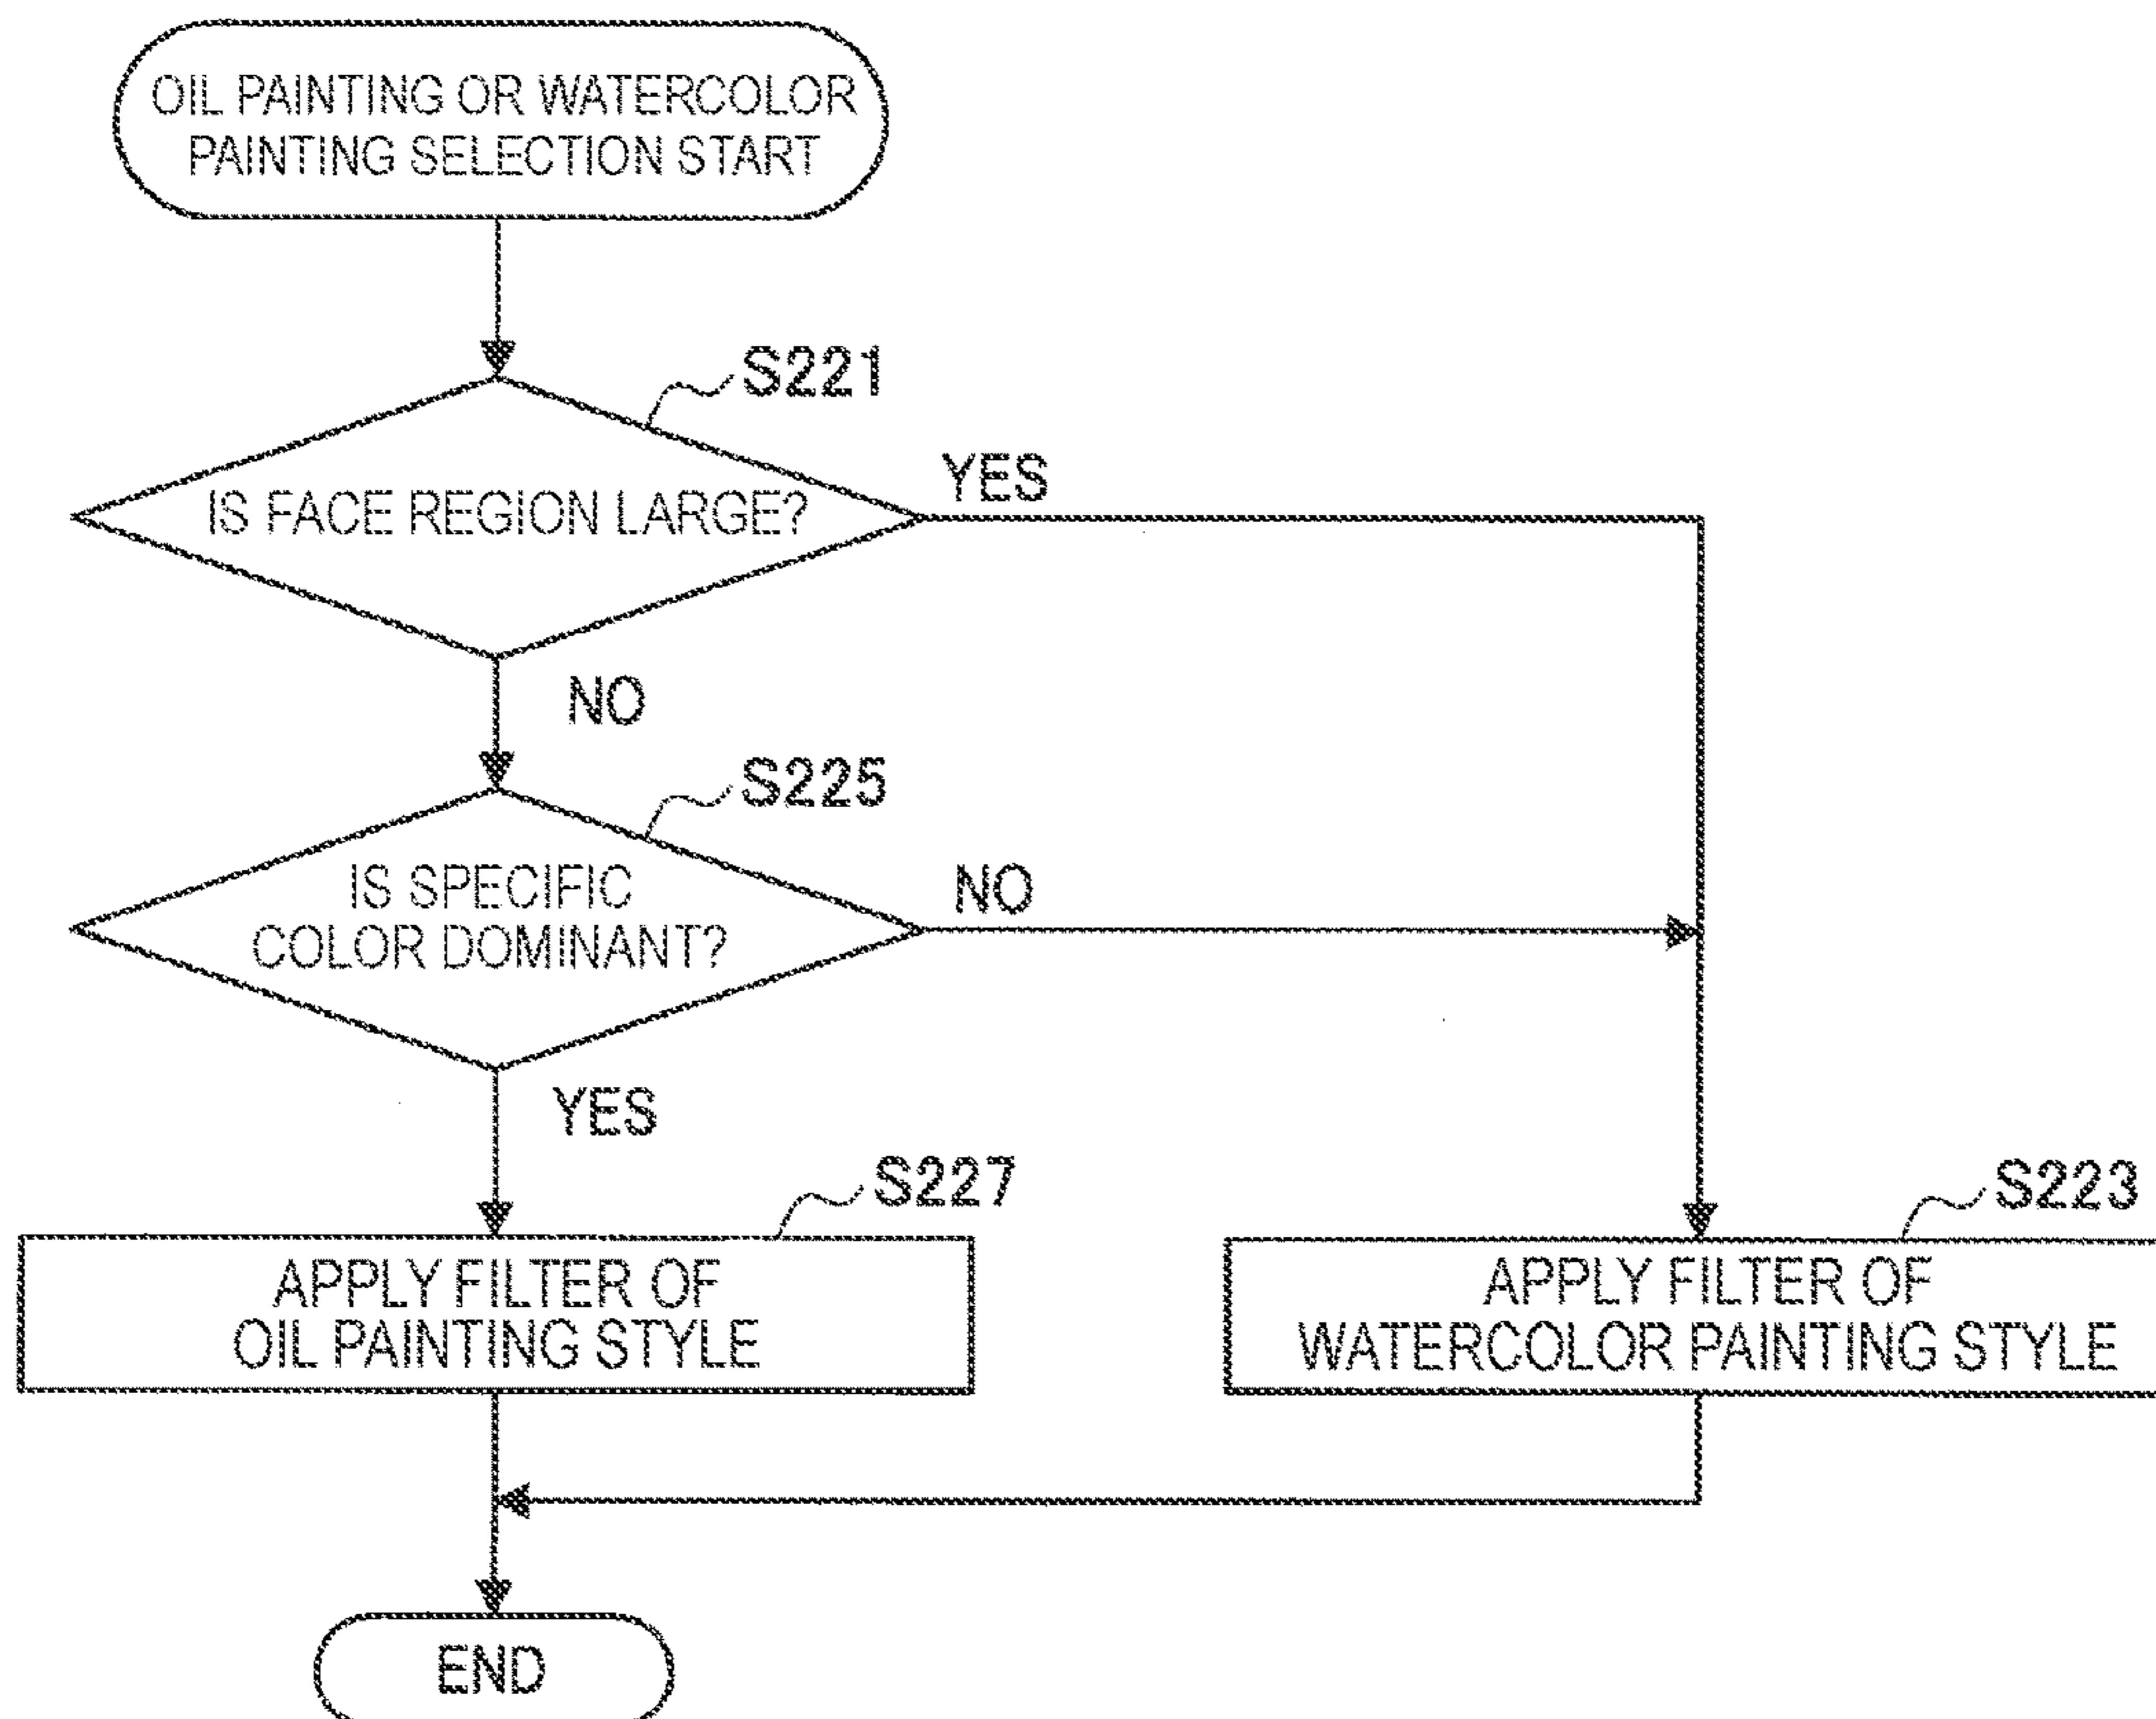 OIL PAINTING OR WATERCOLOR
PAINTING SELECTION START
S221
IS FACE REGION LARGE?
YES
NO
S225
IS SPECIFIC
COLOR DOMINANT?
NO
YES
S227
APPLY FILTER OF
OIL PAINTING STYLE
S223
APPLY FILTER OF
WATERCOLOR PAINTING STYLE
END